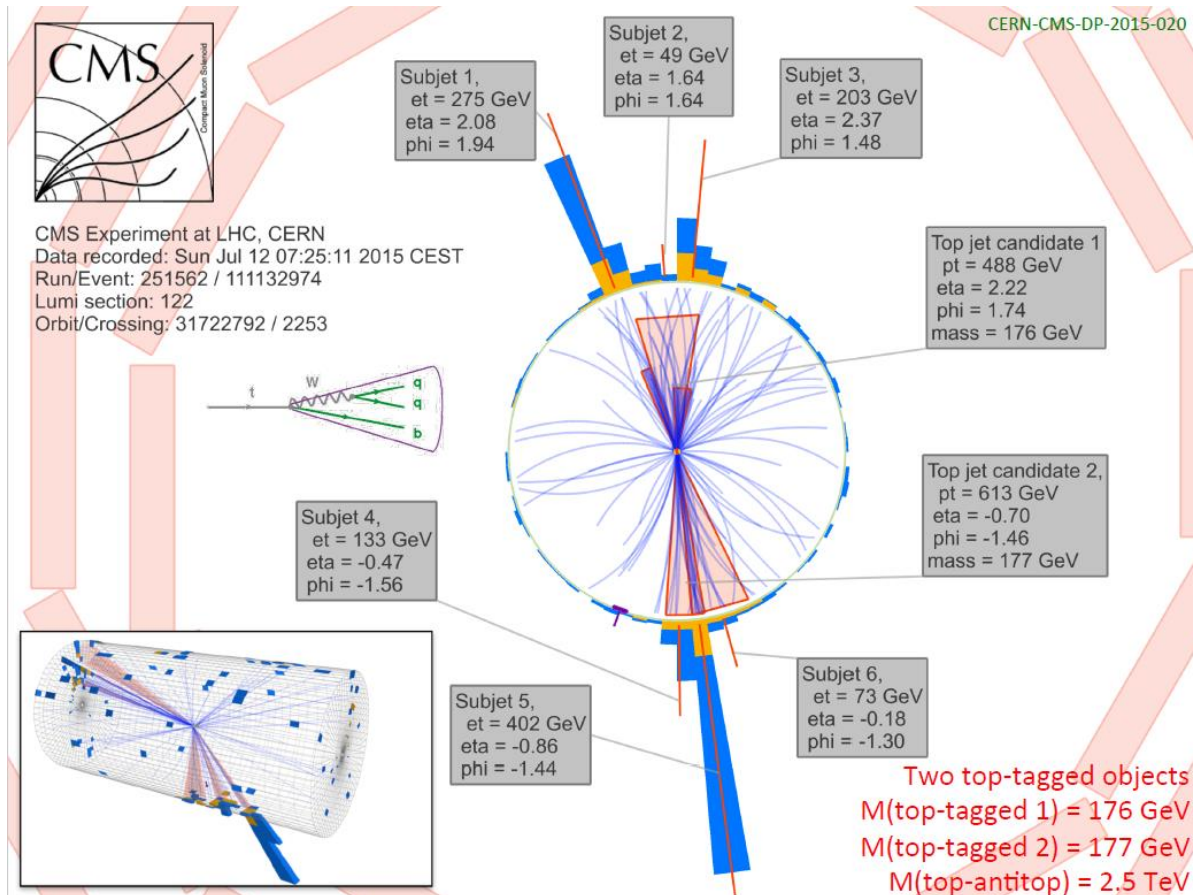 CERN-CMS-DP-2015-020
CMS
Compact Muon Solenoid
CMS Experiment at LHC, CERN
Data recorded: Sun Jul 12 07:25:11 2015 CEST
Run/Event: 251562 / 111132974
Lumi section: 122
Orbit/Crossing: 31722792 / 2253
Subjet 1,
et = 275 GeV
eta = 2.08
phi = 1.94
Subjet 2,
et = 49 GeV
eta = 1.64
phi = 1.64
Subjet 3,
et = 203 GeV
eta = 2.37
phi = 1.48
Top jet candidate 1
pt = 488 GeV
eta = 2.22
phi = 1.74
mass = 176 GeV
t
W
q
q
b
Top jet candidate 2,
pt = 613 GeV
eta = -0.70
phi = -1.46
mass = 177 GeV
Subjet 4,
et = 133 GeV
eta = -0.47
phi = -1.56
Subjet 5,
et = 402 GeV
eta = -0.86
phi = -1.44
Subjet 6,
et = 73 GeV
eta = -0.18
phi = -1.30
Two top-tagged objects
M(top-tagged 1) = 176 GeV
M(top-tagged 2) = 177 GeV
M(top-antitop) = 2.5 TeV